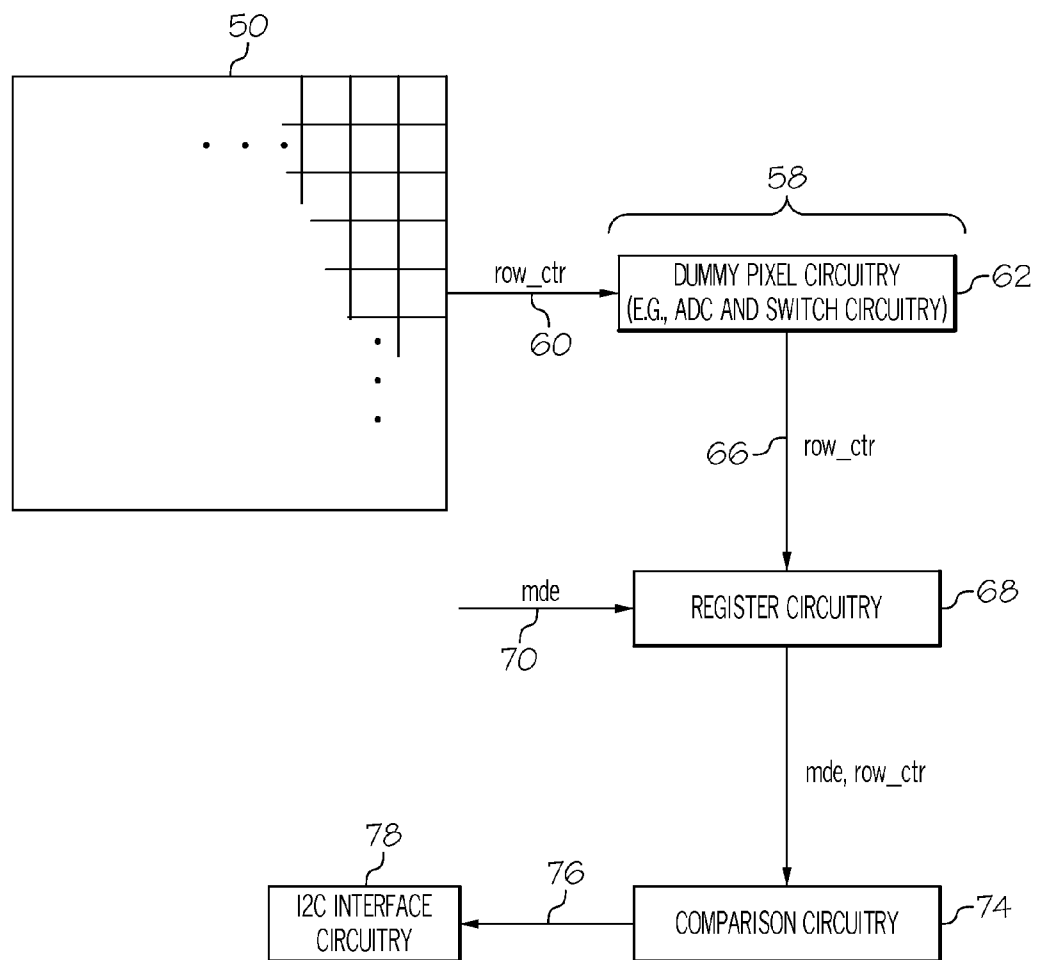 50
58
row_ctr
60
DUMMY PIXEL CIRCUITRY
(E.G., ADC AND SWITCH CIRCUITRY)
62
66
row_ctr
mde
70
REGISTER CIRCUITRY
68
mde, row_ctr
78
I2C INTERFACE
CIRCUITRY
76
COMPARISON CIRCUITRY
74